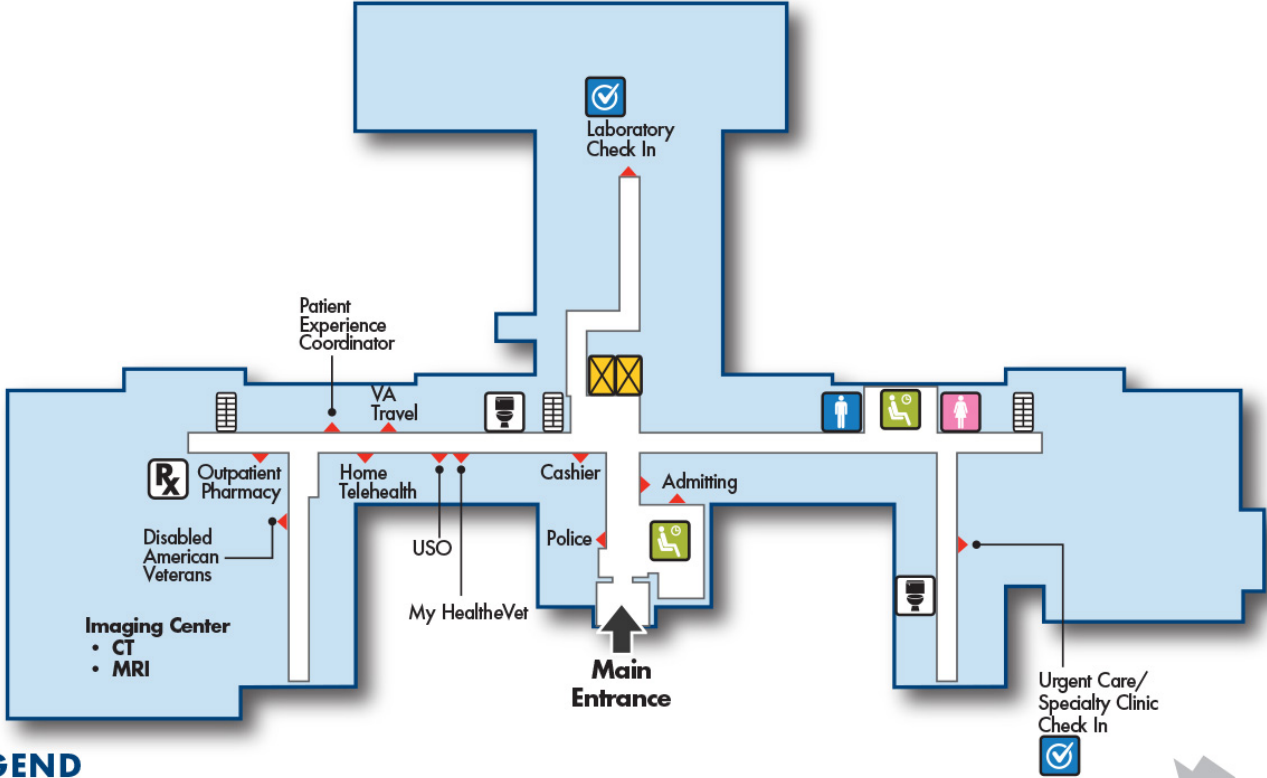 Laboratory
Check In
Patient
Experience
Coordinator
VA
Travel
Rx
Outpatient
Pharmacy
Home
Telehealth
Cashier
Admitting
Disabled
American
Veterans
USO
Police
My HealtheVet
Imaging Center
• CT
• MRI
Main
Entrance
Urgent Care/
Specialty Clinic
Check In
GEND